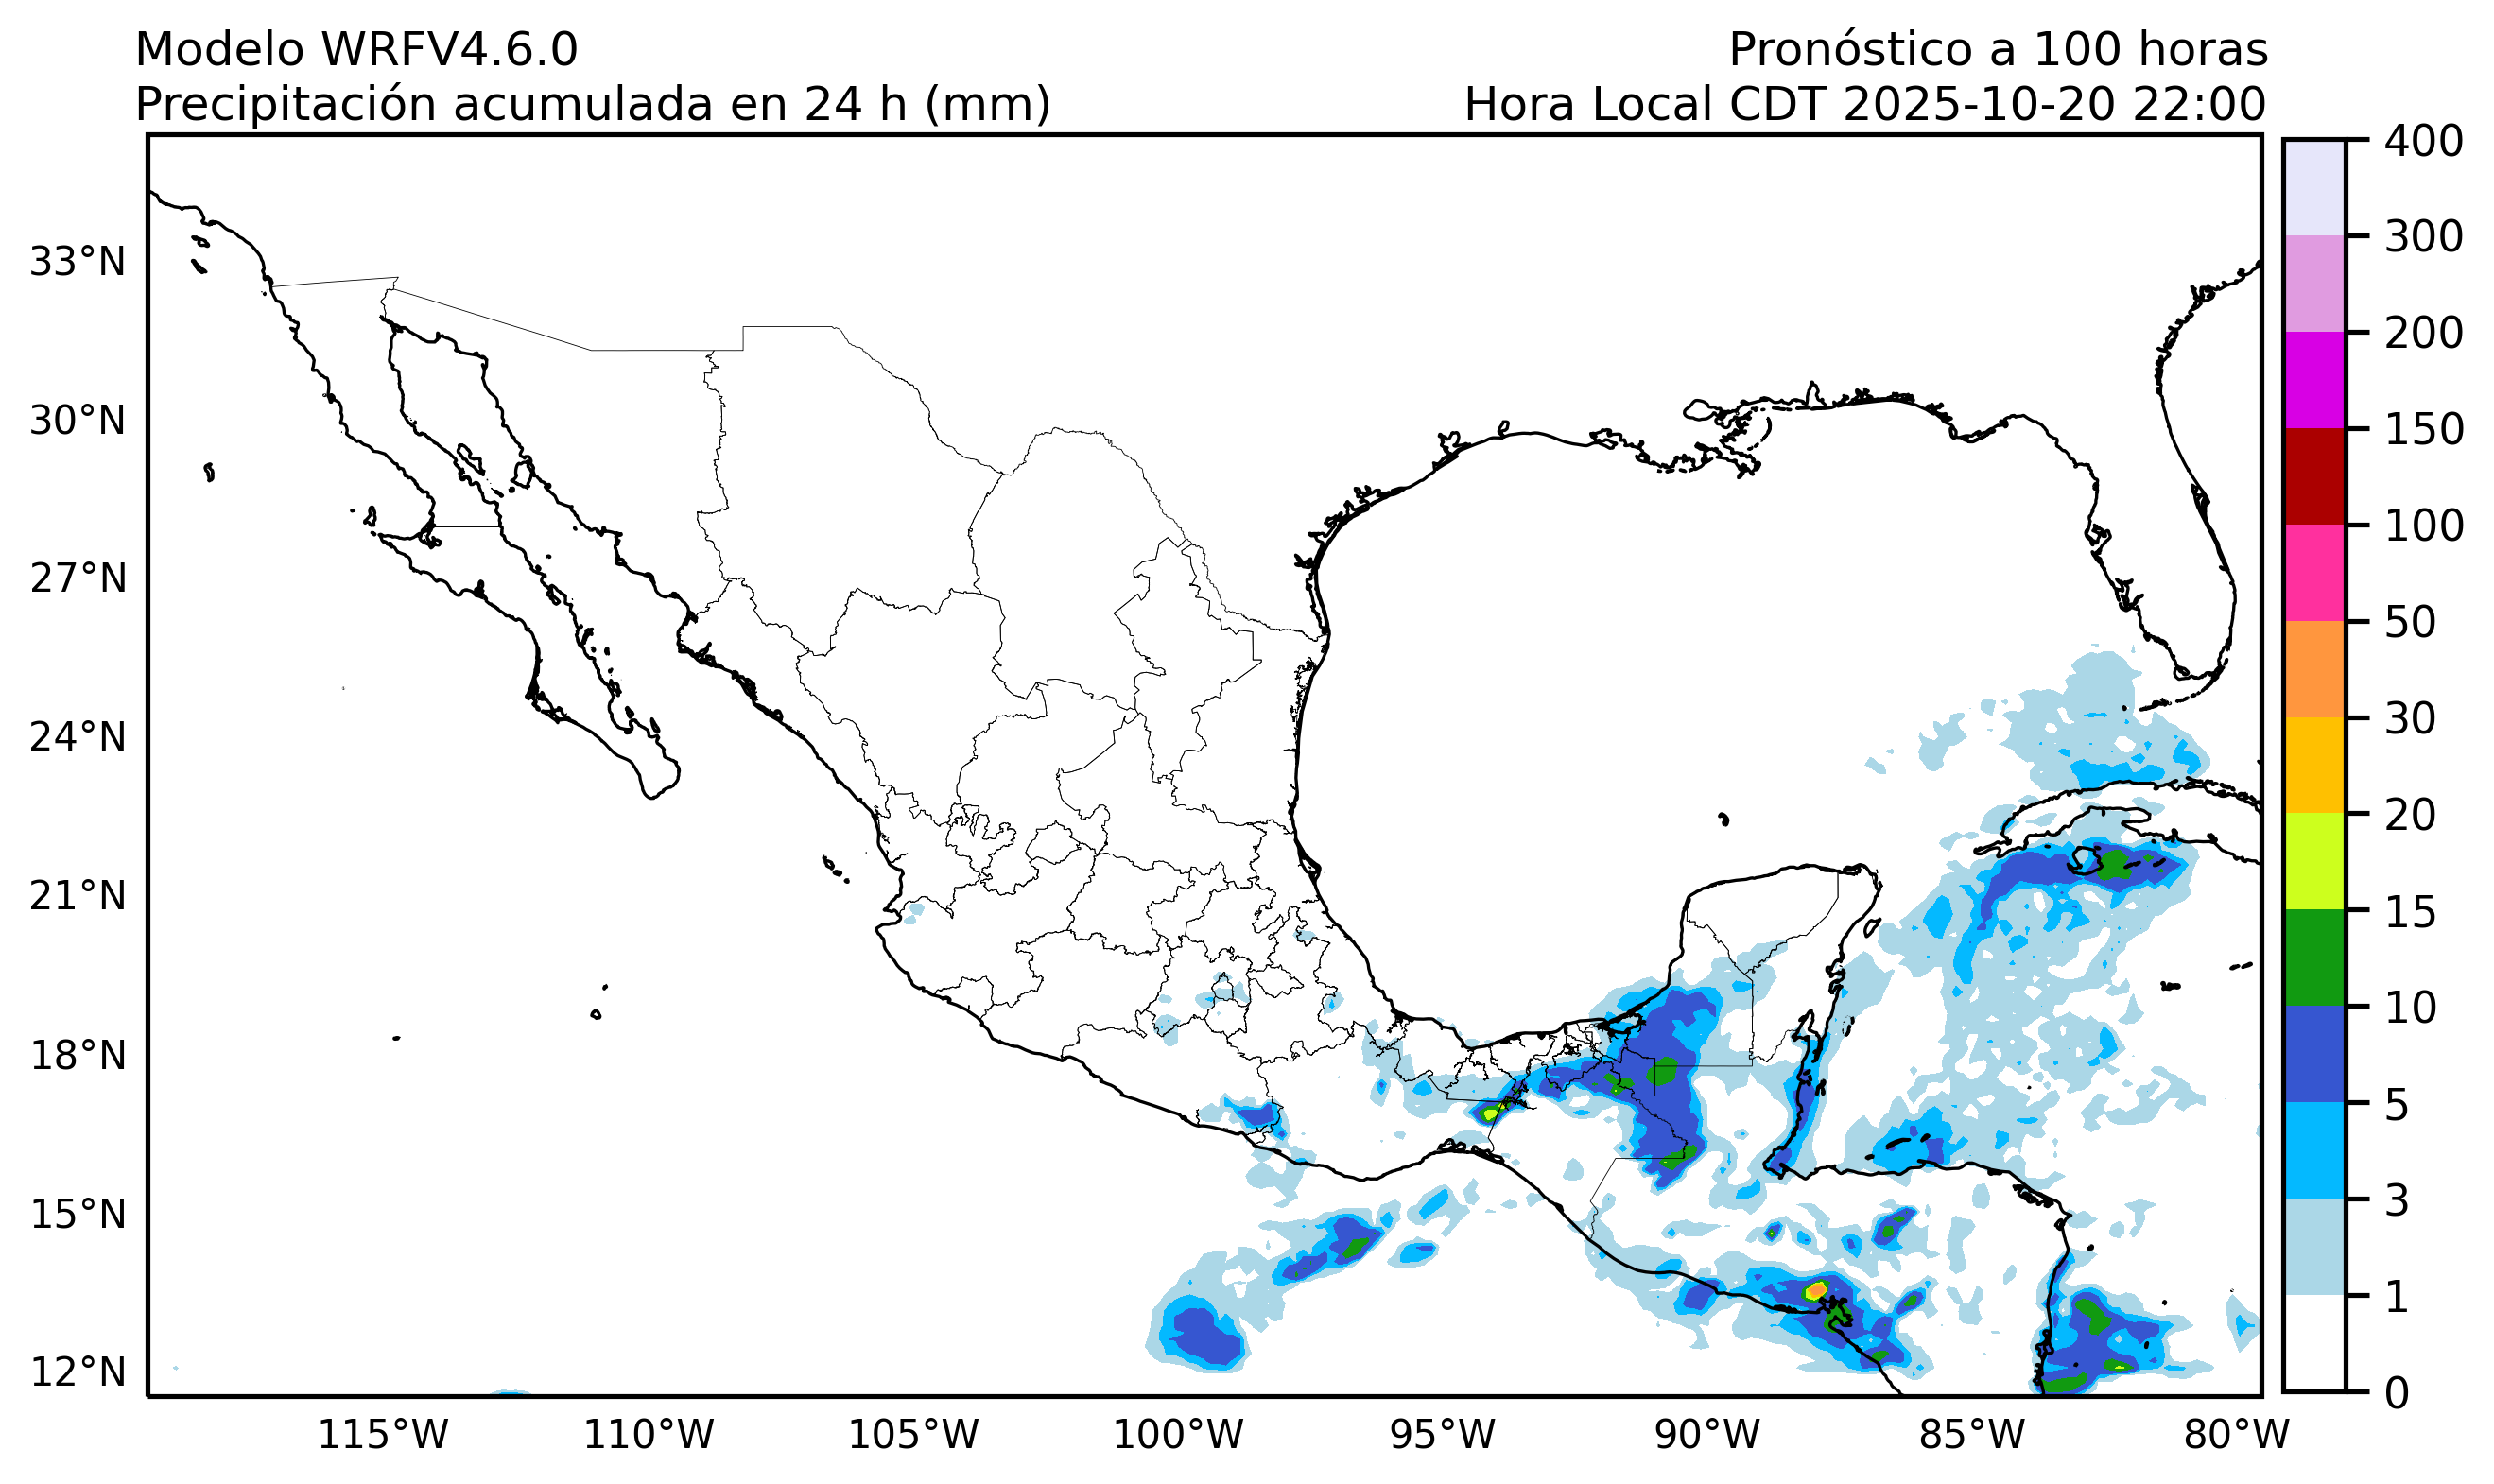 Modelo WRFV4.6.0
Pronóstico a 100 horas
Precipitación acumulada en 24 h (mm)
Hora Local CDT 2025-10-20 22:00
33°N
30°N
27°N
24°N
21°N
18°N
15°N
12°N
115°W
110°W
105°W
100°W
95°W
90°W
85°W
80°W
400
300
200
150
100
50
30
20
15
10
5
3
1
0